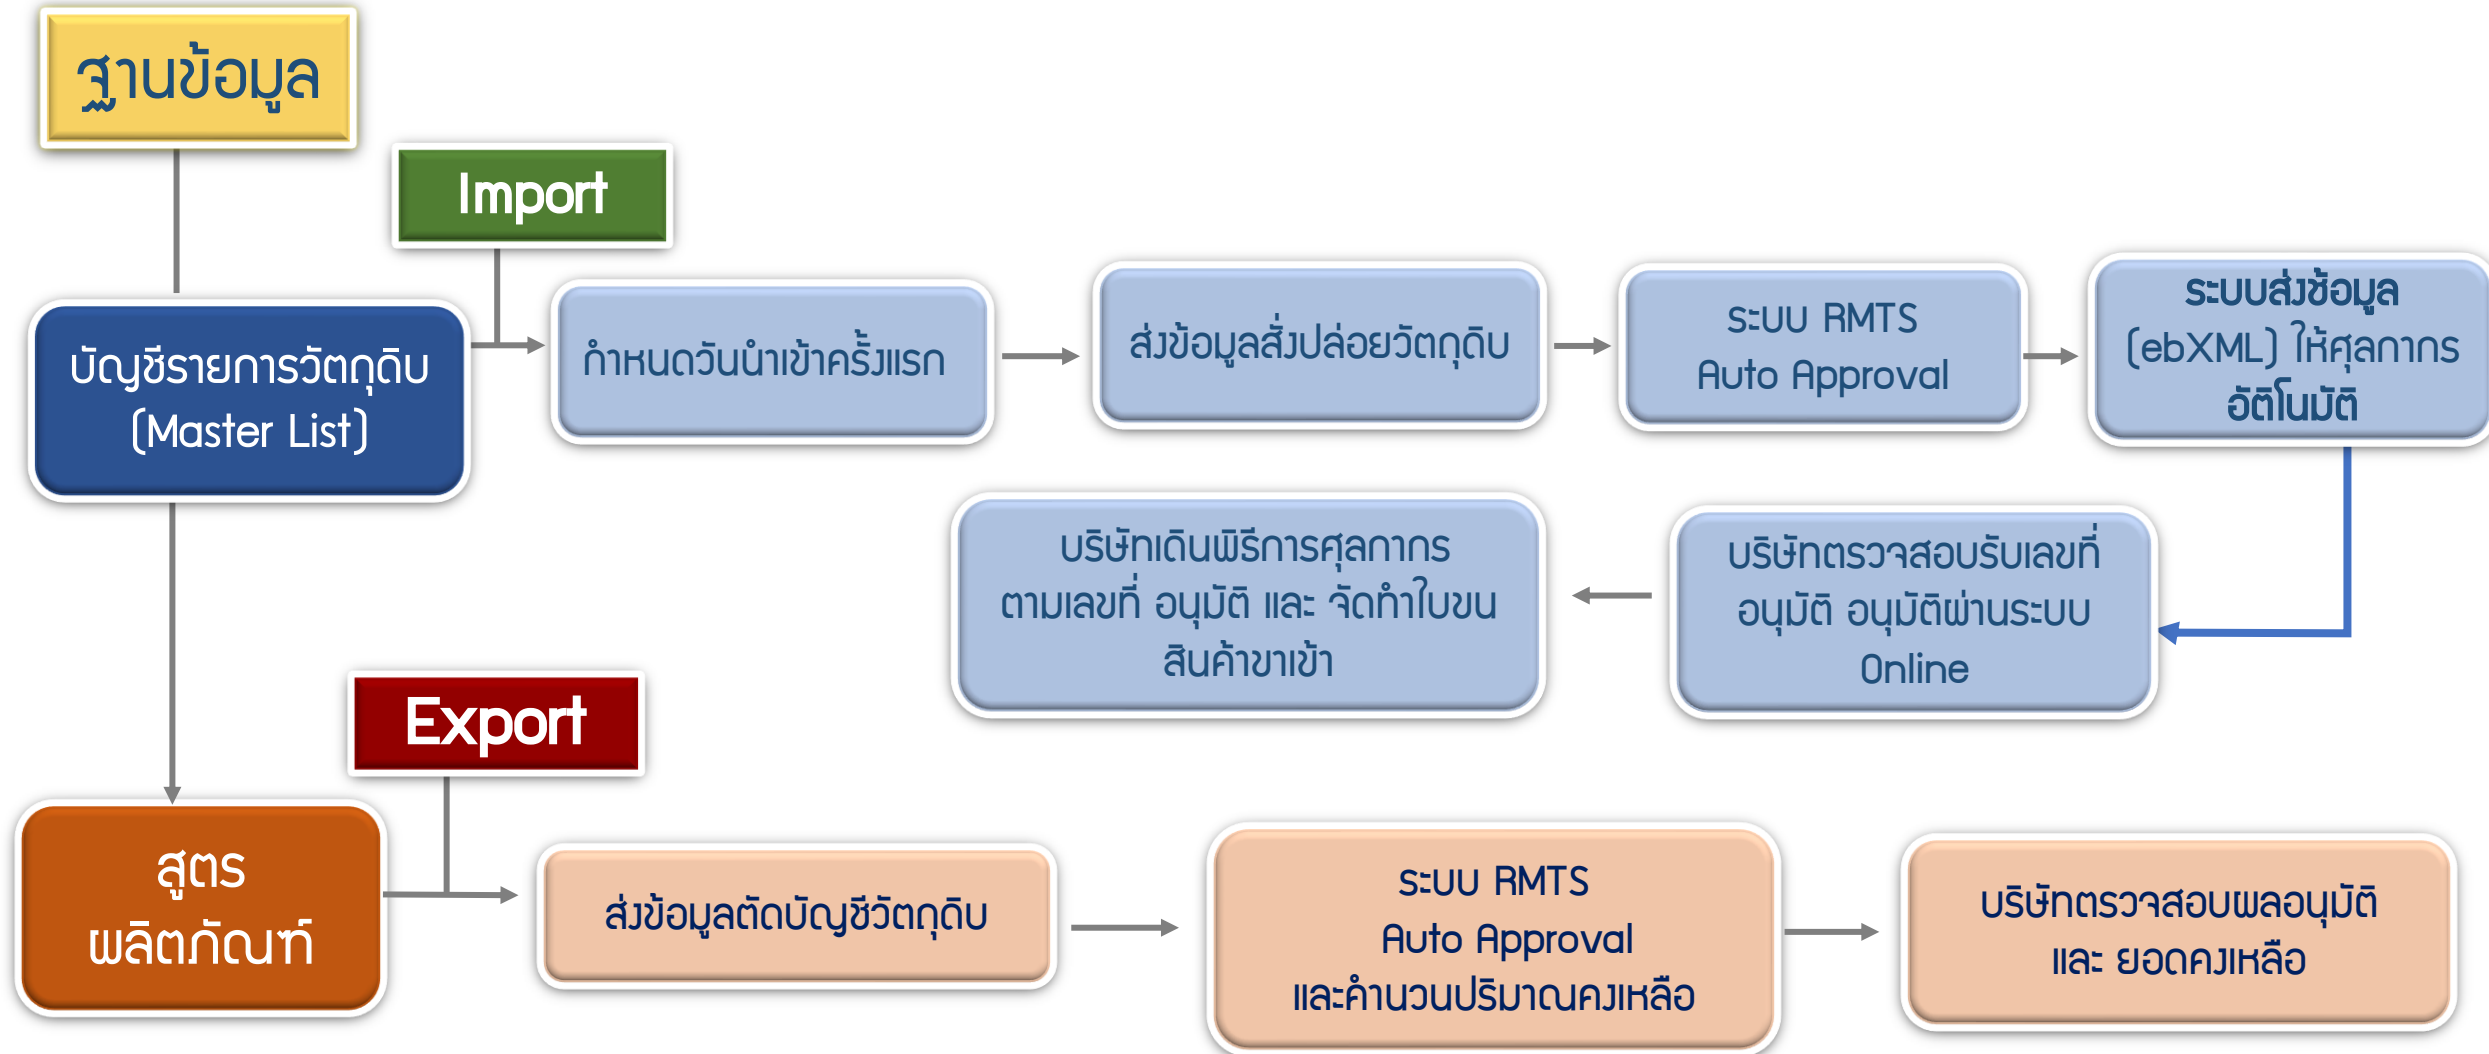 ฐานข้อมูล
Import
บัญชีรายการวัตถุดิบ
(Master List)
กำหนดวันนำเข้าครั้งแรก
ส่งข้อมูลสั่งปล่อยวัตถุดิบ
ระบบ RMTS
Auto Approval
ระบบส่งช้อมูล
(ebXML) ให้ศุลกากร
อัติโนมัติ
บริษัทตรวจสอบรับเลขที่
อนุมัติ อนุมัติผ่านระบบ
Online
บริษัทเดินพิธีการศุลกากร
ตามเลขที่ อนุมัติ และ จัดทำใบขน
สินค้าขาเข้า
Export
สูตร
ผลิตภัณฑ์
ส่งข้อมูลตัดบัญชีวัตถุดิบ
ระบบ RMTS
Auto Approval
และคำนวนปริมาณคงเหลือ
บริษัทตรวจสอบผลอนุมัติ
และ ยอดคงเหลือ